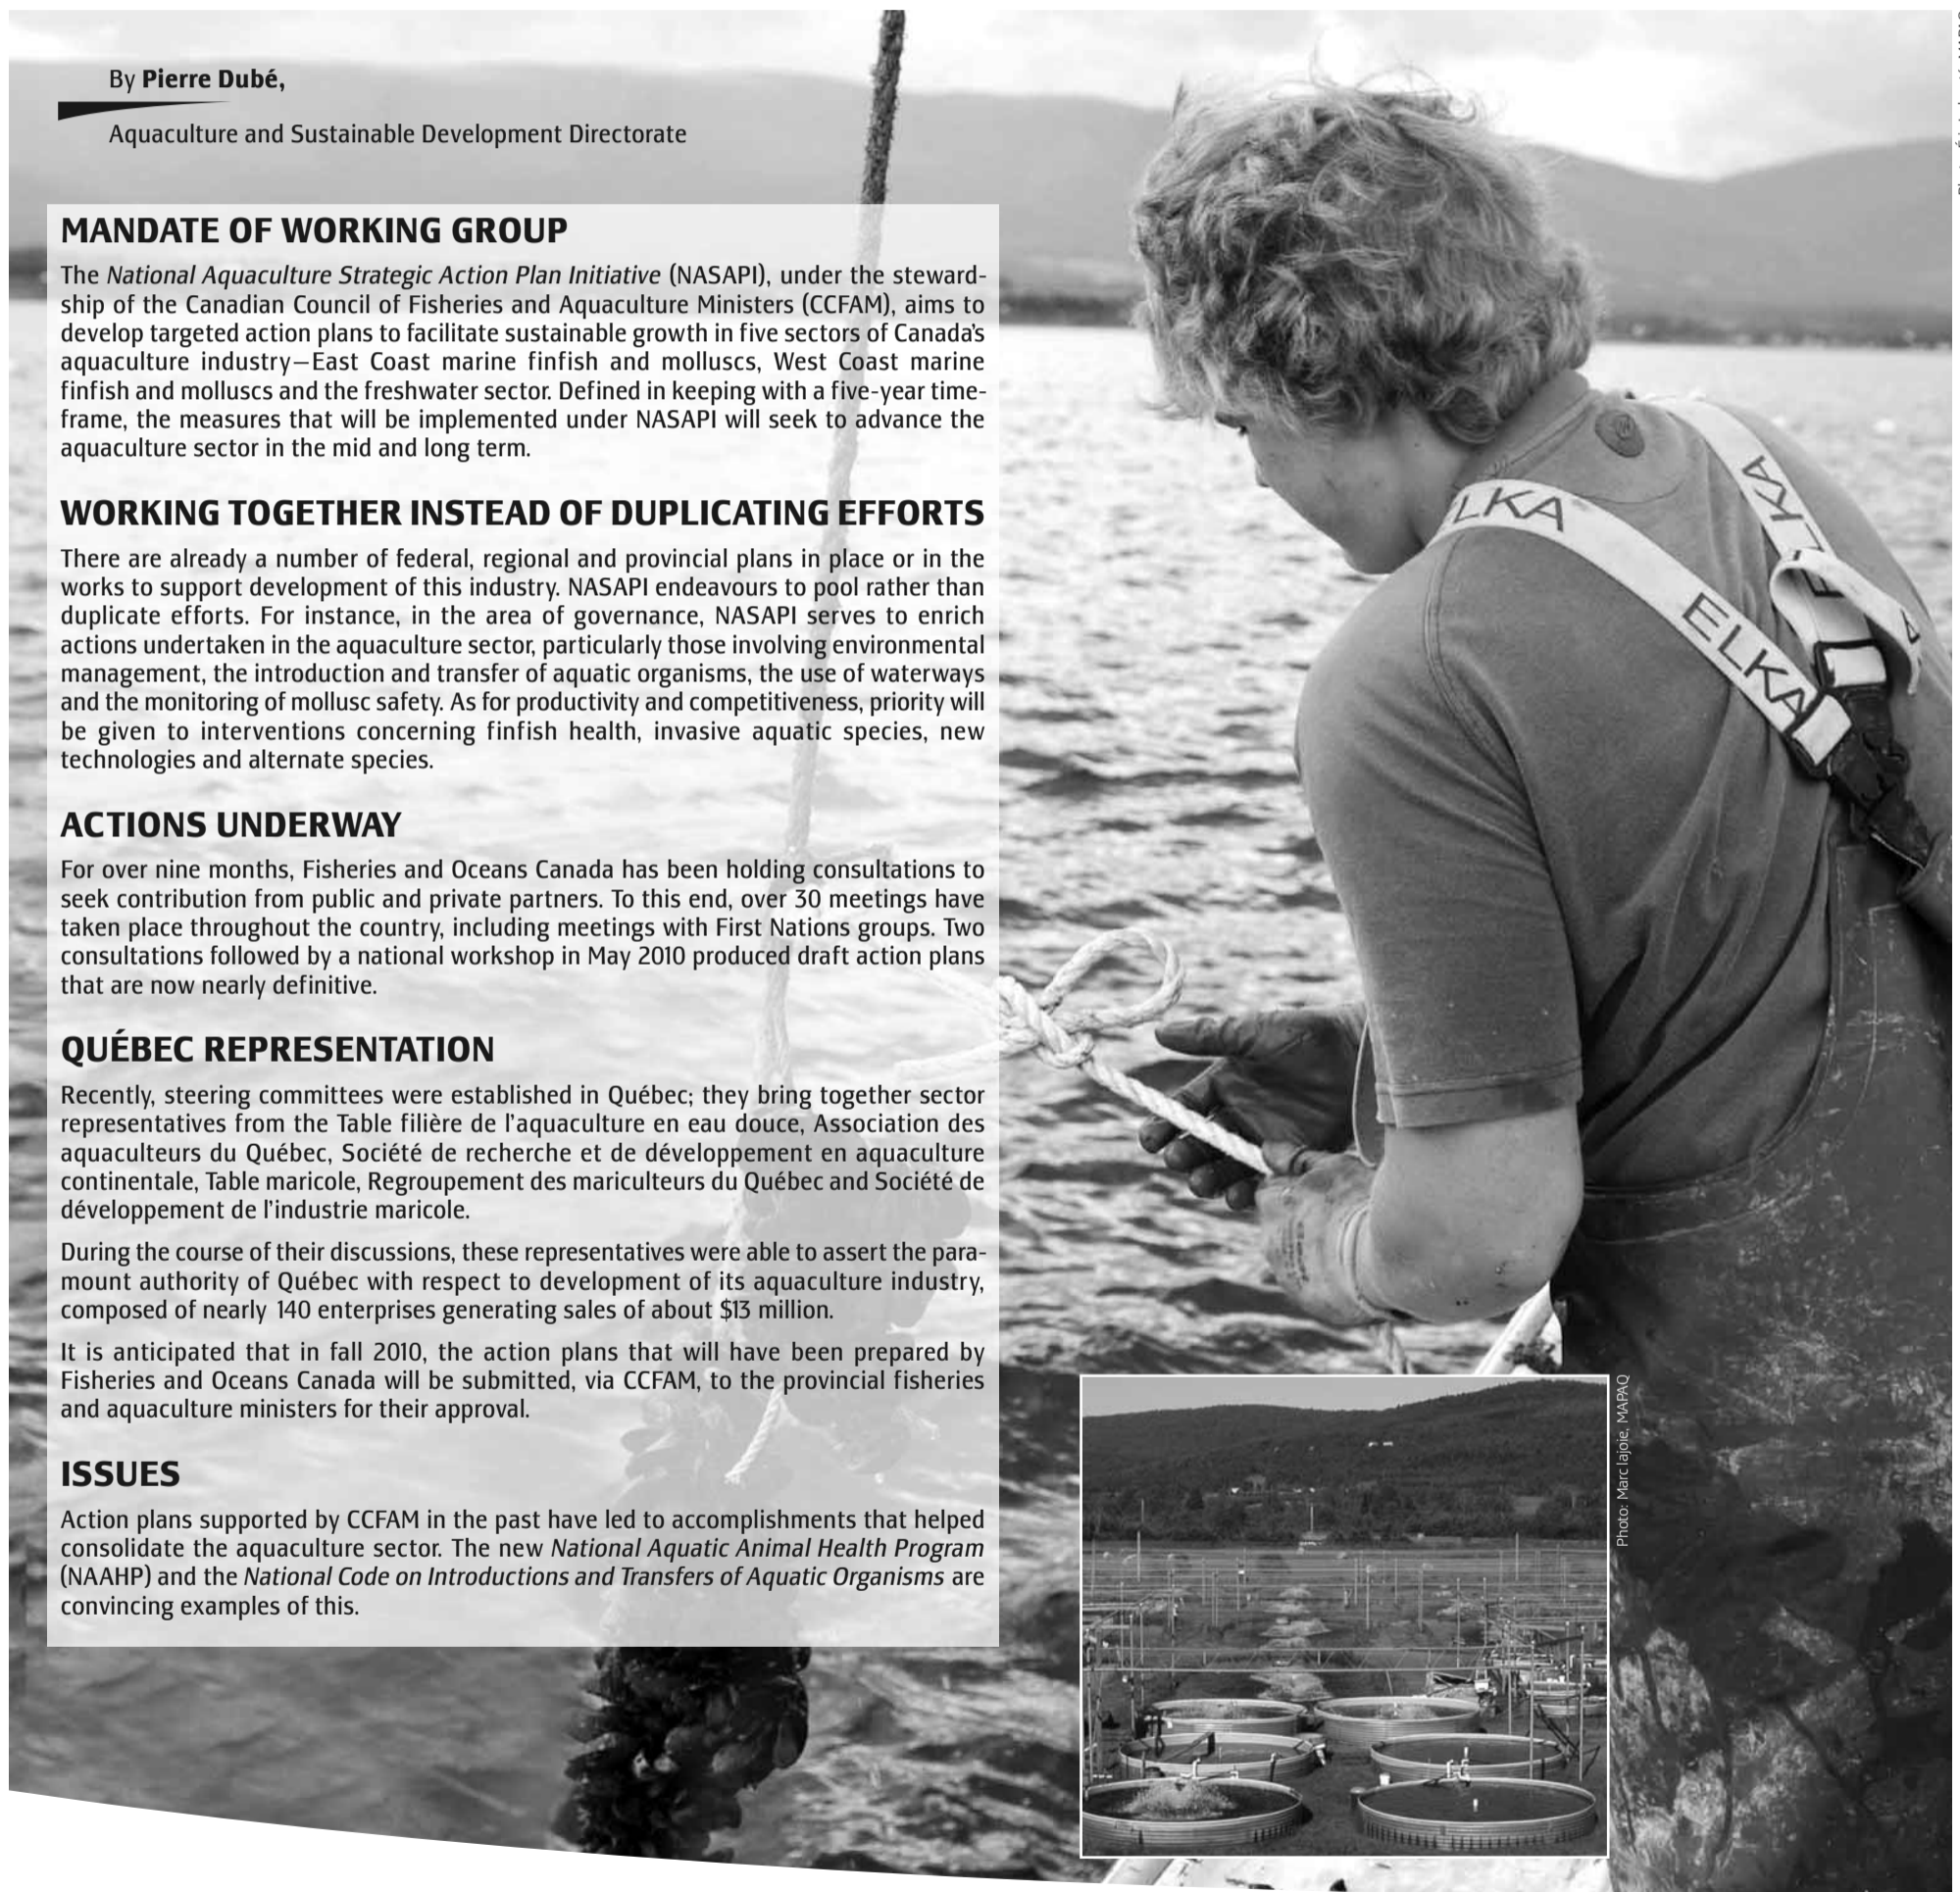 By Pierre Dubé,
Aquaculture and Sustainable Development Directorate
MANDATE OF WORKING GROUP
The National Aquaculture Strategic Action Plan Initiative (NASAPI), under the steward-
ship of the Canadian Council of Fisheries and Aquaculture Ministers (CCFAM), aims to
develop targeted action plans to facilitate sustainable growth in five sectors of Canada's
aquaculture industry—East Coast marine finfish and molluscs, West Coast marine
finfish and molluscs and the freshwater sector. Defined in keeping with a five-year time-
frame, the measures that will be implemented under NASAPI will seek to advance the
aquaculture sector in the mid and long term.
WORKING TOGETHER INSTEAD OF DUPLICATING EFFORTS
There are already a number of federal, regional and provincial plans in place or in the
works to support development of this industry. NASAPI endeavours to pool rather than
duplicate efforts. For instance, in the area of governance, NASAPI serves to enrich
actions undertaken in the aquaculture sector, particularly those involving environmental
management, the introduction and transfer of aquatic organisms, the use of waterways
and the monitoring of mollusc safety. As for productivity and competitiveness, priority will
be given to interventions concerning finfish health, invasive aquatic species, new
technologies and alternate species.
ACTIONS UNDERWAY
For over nine months, Fisheries and Oceans Canada has been holding consultations to
seek contribution from public and private partners. To this end, over 30 meetings have
taken place throughout the country, including meetings with First Nations groups. Two
consultations followed by a national workshop in May 2010 produced draft action plans
that are now nearly definitive.
QUÉBEC REPRESENTATION
Recently, steering committees were established in Québec; they bring together sector
representatives from the Table filière de l'aquaculture en eau douce, Association des
aquaculteurs du Québec, Société de recherche et de développement en aquaculture
continentale, Table maricole, Regroupement des mariculteurs du Québec and Société de
développement de l'industrie maricole.
During the course of their discussions, these representatives were able to assert the para-
mount authority of Québec with respect to development of its aquaculture industry,
composed of nearly 140 enterprises generating sales of about $13 million.
It is anticipated that in fall 2010, the action plans that will have been prepared by
Fisheries and Oceans Canada will be submitted, via CCFAM, to the provincial fisheries
and aquaculture ministers for their approval.
ISSUES
Action plans supported by CCFAM in the past have led to accomplishments that helped
consolidate the aquaculture sector. The new National Aquatic Animal Health Program
(NAAHP) and the National Code on Introductions and Transfers of Aquatic Organisms are
convincing examples of this.
LKA
ELKA
Photo: Marc lajoie, MAPAQ